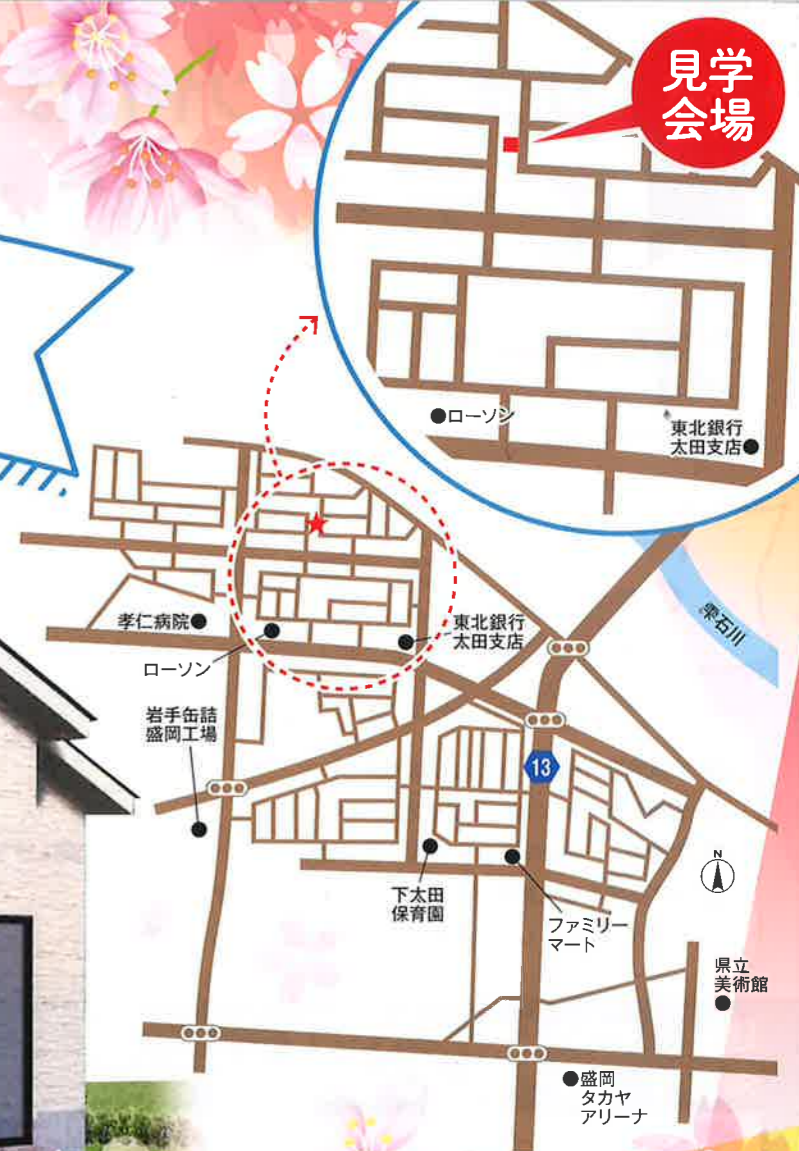 見学
会場
ローソン
東北銀行
太田支店
雫石川
孝仁病院
東北銀行
太田支店
ローソン
岩手缶詰
盛岡工場
13
N
下太田
保育園
ファミリー
マート
県立
美術館
盛岡
タカヤ
アリーナ